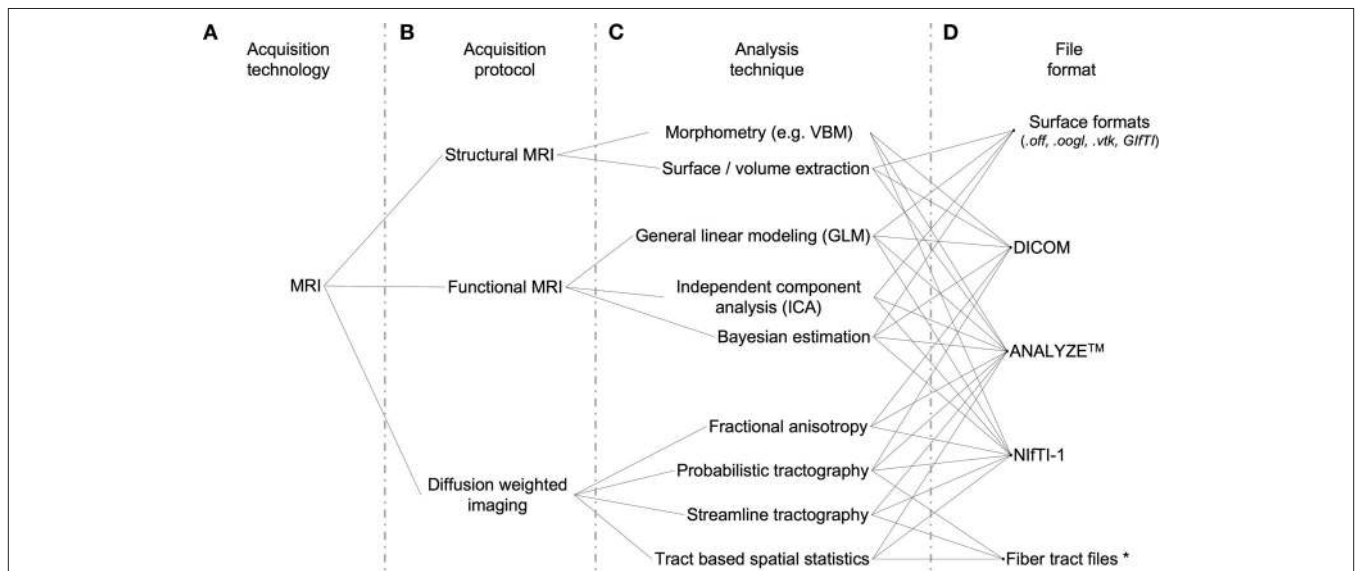 A
Acquisition
technology
B
Acquisition
protocol
C
Analysis
technique
D
File
format
MRI
Structural MRI
Functional MRI
Diffusion weighted
imaging
Morphometry (e.g. VBM)
Surface / volume extraction
General linear modeling (GLM)
Independent component
analysis (ICA)
Bayesian estimation
Fractional anisotropy
Probabilistic tractography
Streamline tractography
Tract based spatial statistics
Surface formats
(.off, .oogl, .vtk, GIfTI)
DICOM
ANALYZE™
NIfTI-1
Fiber tract files *